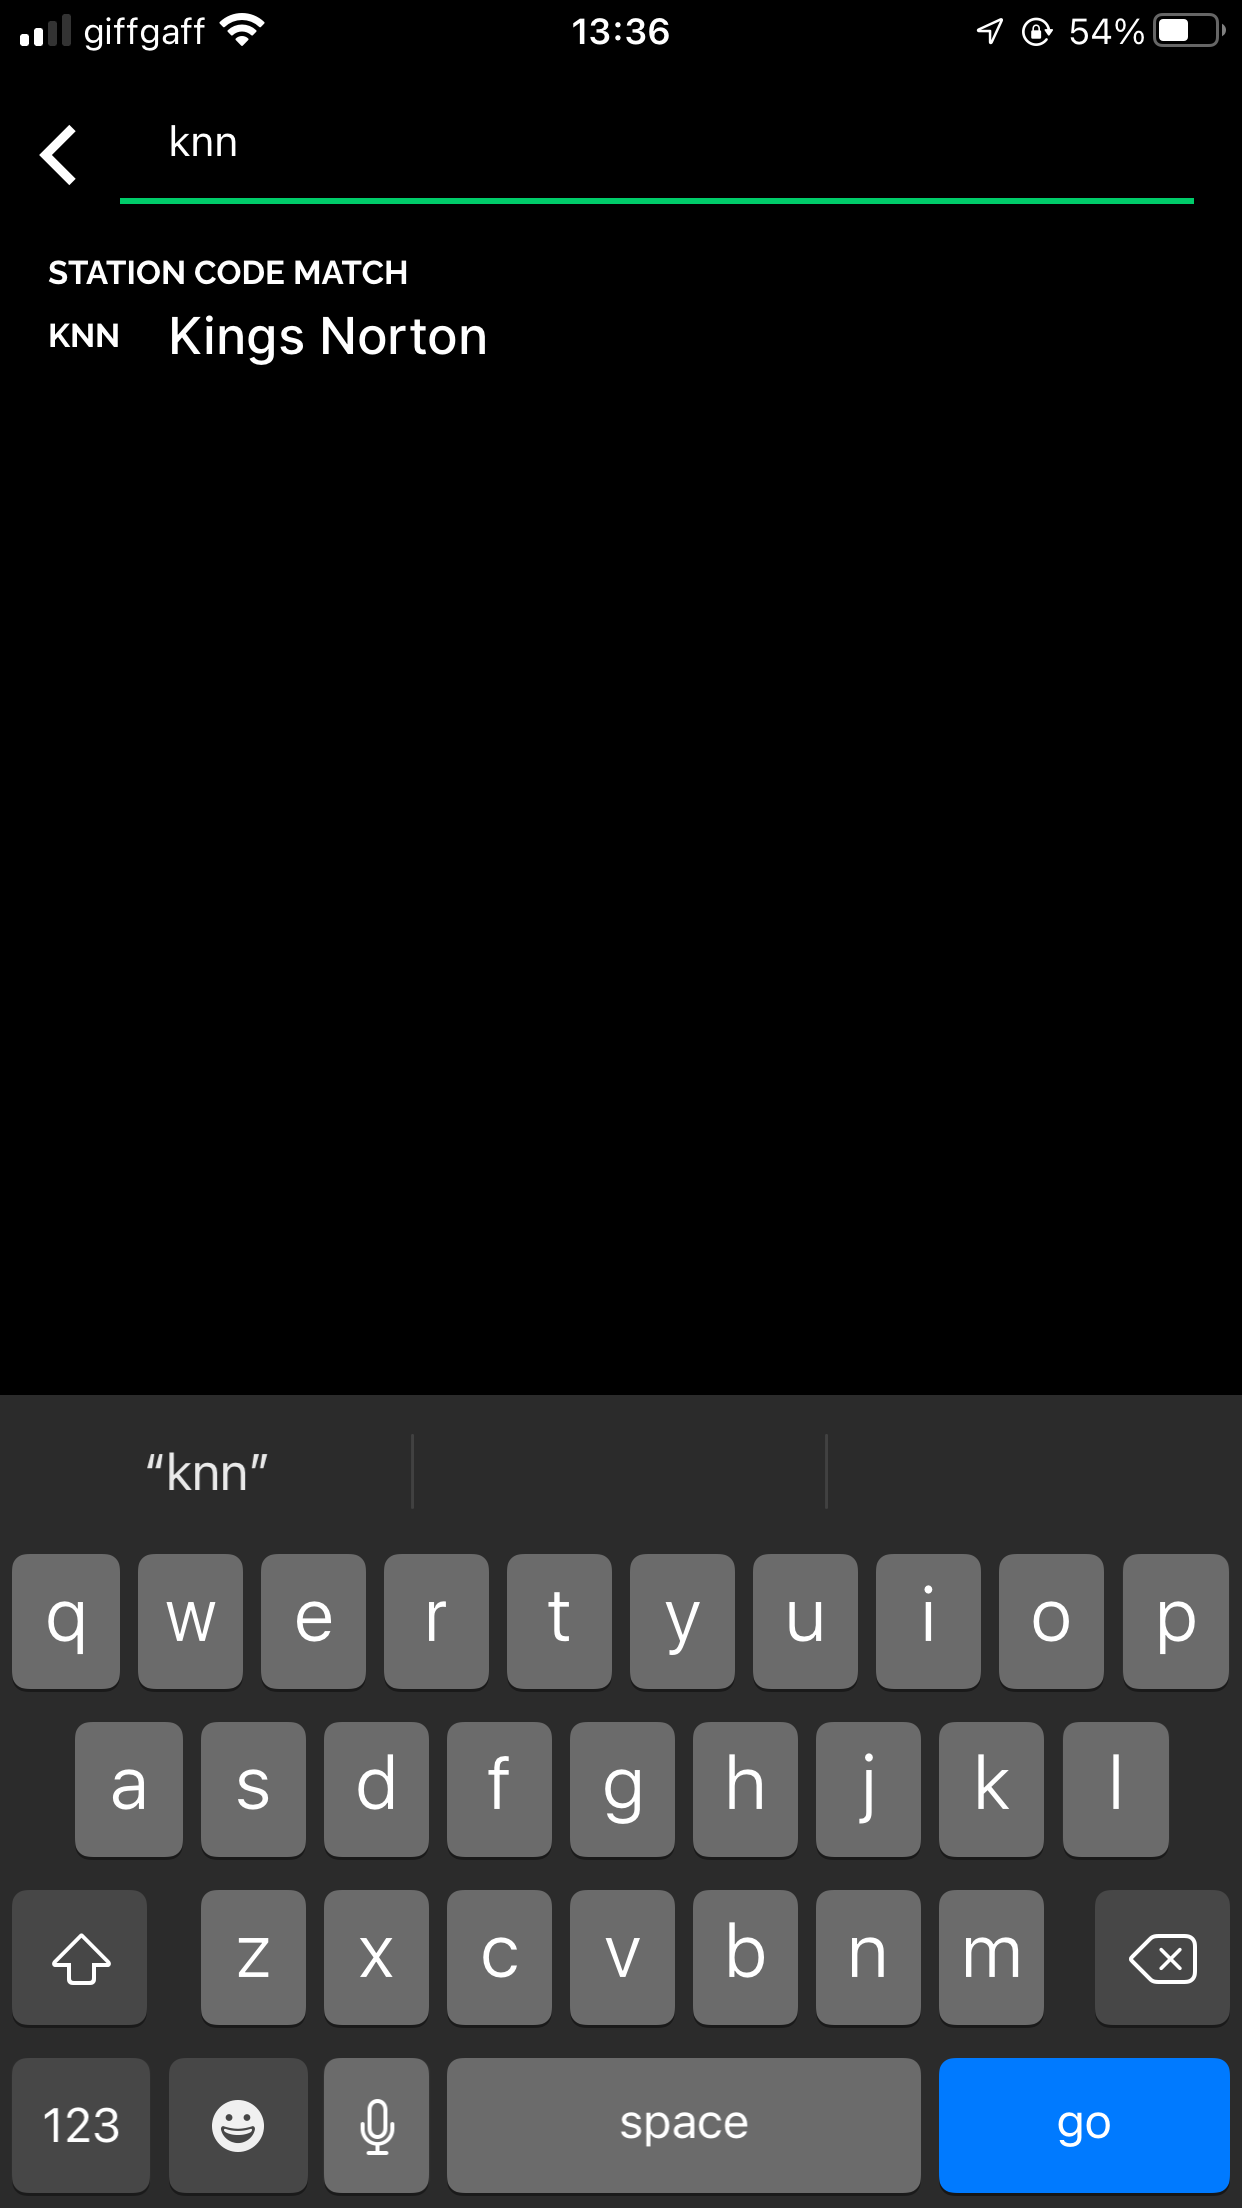 giffgaff 13:36 54%
knn
STATION CODE MATCH
KNN Kings Norton
“knn”
q w e r t y u i o p
a s d f g h j k l
z x c v b n m
123 space go